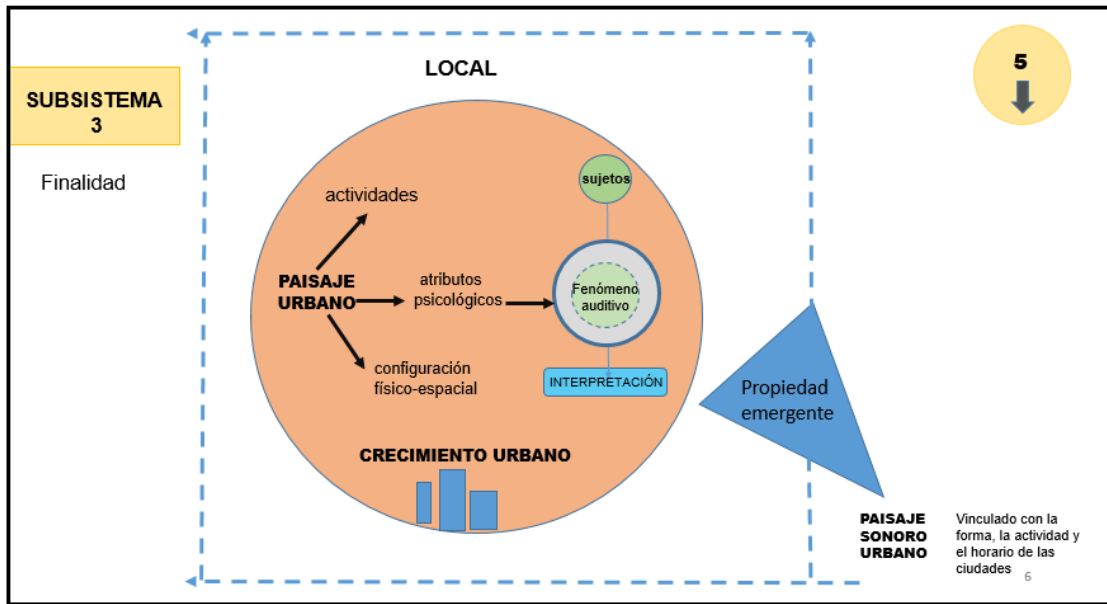 SUBSISTEMA
3
Finalidad
LOCAL
5
sujetos
actividades
PAISAJE
URBANO
atributos
psicológicos
Fenómeno
auditivo
configuración
físico-espacial
INTERPRETACIÓN
CRECIMIENTO URBANO
Propiedad
emergente
PAISAJE
SONORO
URBANO
Vinculado con la
forma, la actividad y
el horario de las
ciudades
6